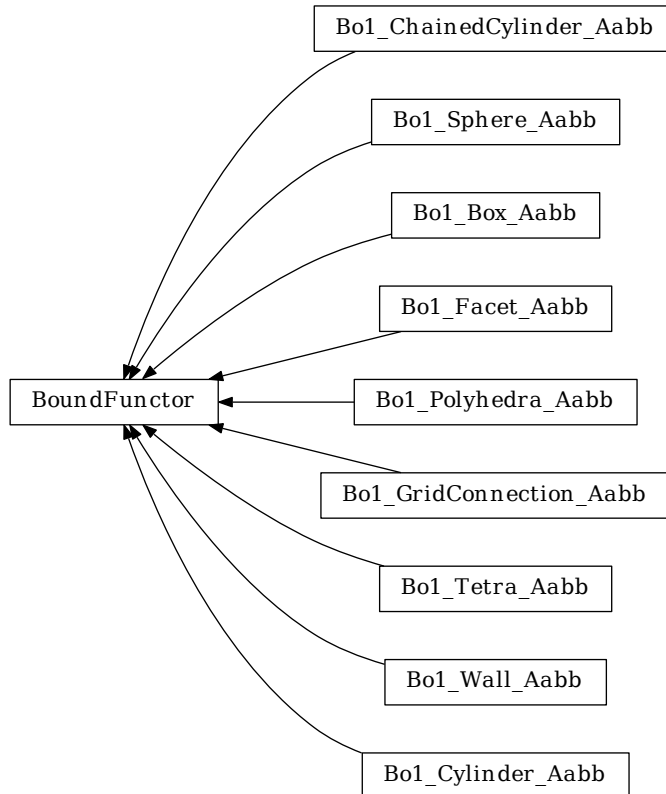 Bo1_ChainedCylinder_Aabb
Bo1_Sphere_Aabb
Bo1_Box_Aabb
Bo1_Facet_Aabb
BoundFunctor
Bo1_Polyhedra_Aabb
Bo1_GridConnection_Aabb
Bo1_Tetra_Aabb
Bo1_Wall_Aabb
Bo1_Cylinder_Aabb